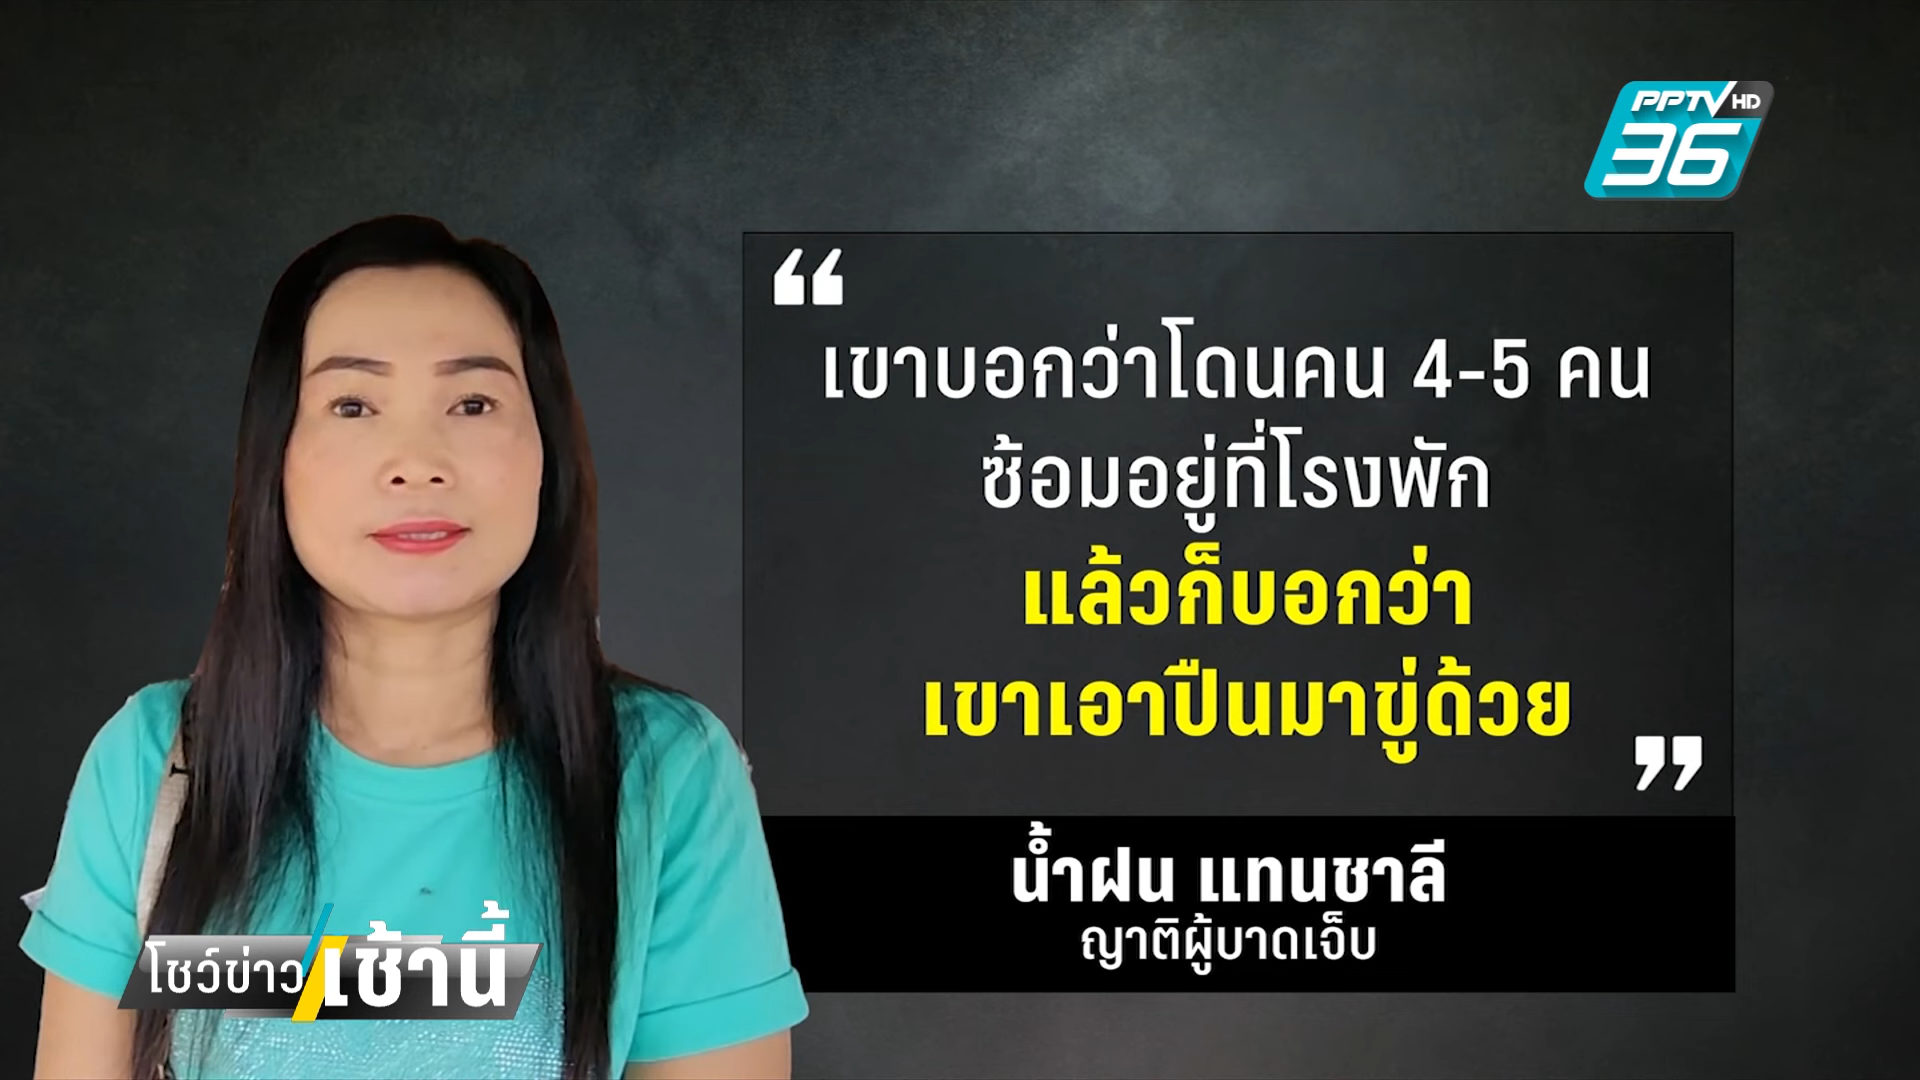 PPTV HD
36
“
เขาบอกว่าโดนคน 4-5 คน
ซ้อมอยู่ที่โรงพัก
แล้วก็บอกว่า
เขาเอาปืนมาขู่ด้วย
”
น้ำฝน แทนชาลี
ญาติผู้บาดเจ็บ
โชว์ข่าว เช้านี้